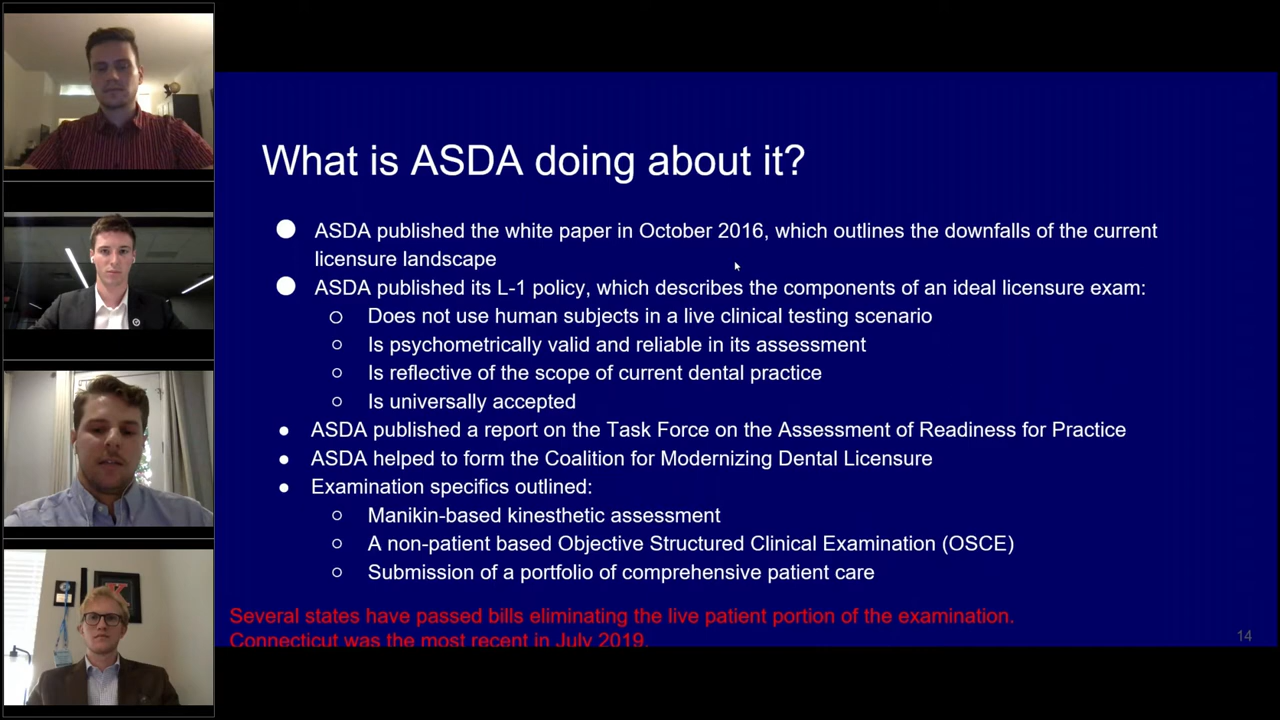 What is ASDA doing about it?
● ASDA published the white paper in October 2016, which outlines the downfalls of the current
licensure landscape
● ASDA published its L-1 policy, which describes the components of an ideal licensure exam:
○ Does not use human subjects in a live clinical testing scenario
○ Is psychometrically valid and reliable in its assessment
○ Is reflective of the scope of current dental practice
○ Is universally accepted
● ASDA published a report on the Task Force on the Assessment of Readiness for Practice
● ASDA helped to form the Coalition for Modernizing Dental Licensure
● Examination specifics outlined:
○ Manikin-based kinesthetic assessment
○ A non-patient based Objective Structured Clinical Examination (OSCE)
○ Submission of a portfolio of comprehensive patient care
Several states have passed bills eliminating the live patient portion of the examination.
Connecticut was the most recent in July 2019.
14